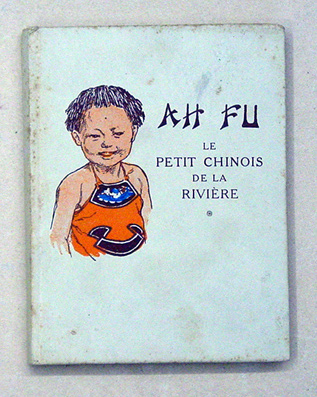 AH FU
LE
PETIT CHINOIS
DE LA
RIVIÈRE